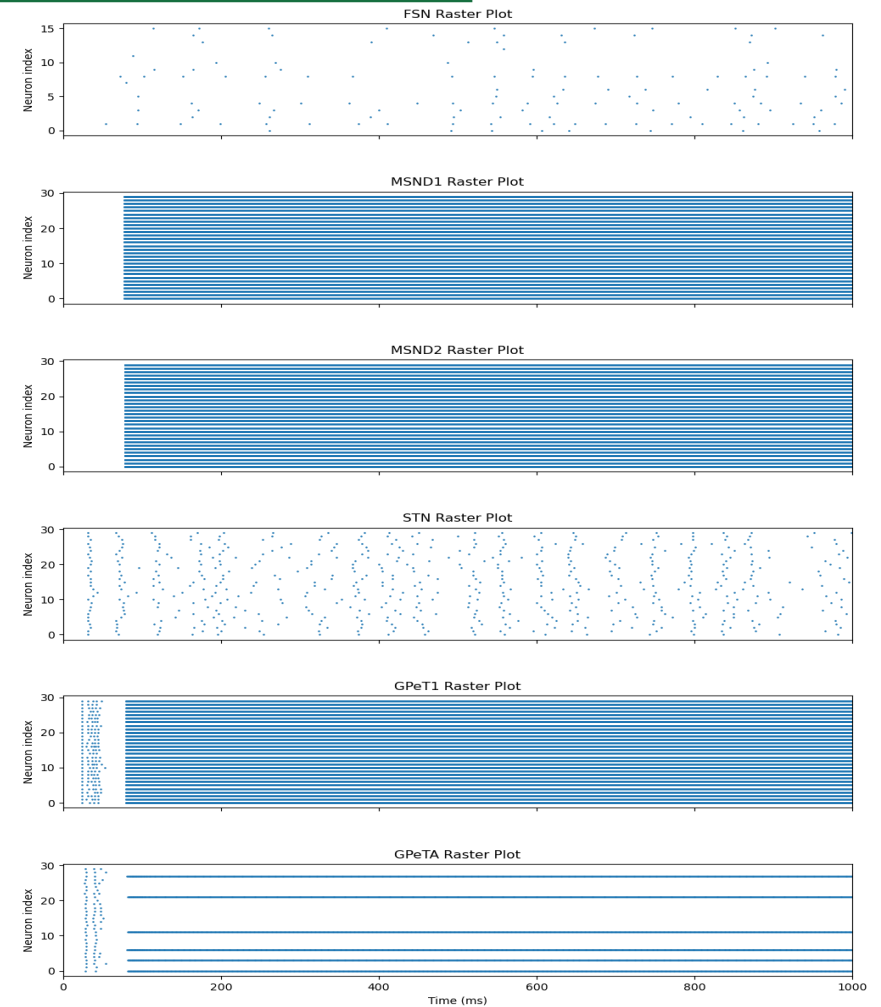 FSN Raster Plot
Neuron index
15
10
5
0
MSND1 Raster Plot
Neuron index
30
20
10
0
MSND2 Raster Plot
Neuron index
30
20
10
0
STN Raster Plot
Neuron index
30
20
10
0
GPeT1 Raster Plot
Neuron index
30
20
10
0
GPeTA Raster Plot
Neuron index
30
20
10
0
0 200 400 600 800 1000
Time (ms)